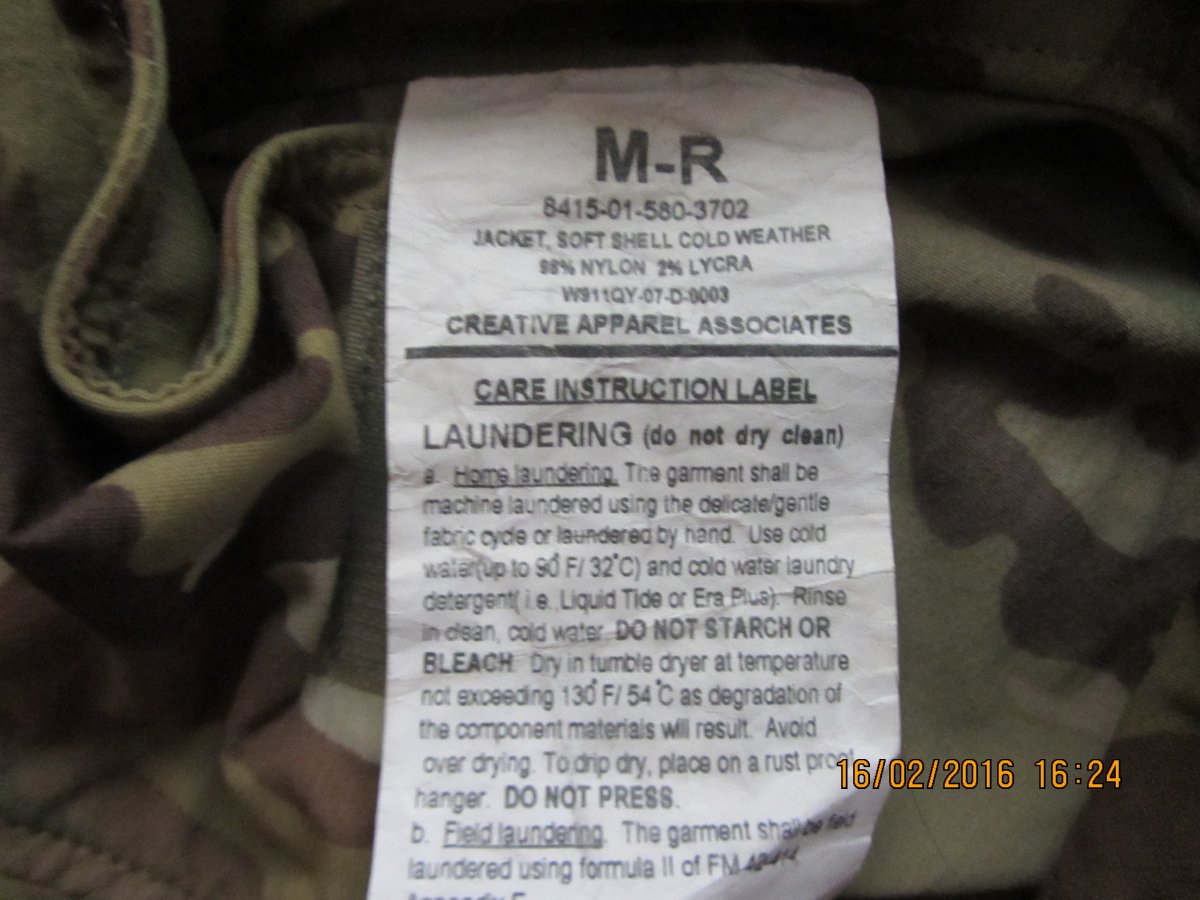 M-R
8415-01-580-3702
JACKET, SOFT SHELL COLD WEATHER
98% NYLON 2% LYCRA
W911QY-07-D-0003
CREATIVE APPAREL ASSOCIATES
CARE INSTRUCTION LABEL
LAUNDERING (do not dry clean)
a. Home laundering. The garment shall be
machine laundered using the delicate/gentle
fabric cycle or laundered by hand. Use cold
water(up to 90°F/ 32°C) and cold water laundry
detergent( i.e. Liquid Tide or Era Plus). Rinse
in clean, cold water. DO NOT STARCH OR
BLEACH. Dry in tumble dryer at temperature
not exceeding 130°F/ 54°C as degradation of
the component materials will result. Avoid
over drying. To drip dry, place on a rust proof
hanger. DO NOT PRESS.
b. Field laundering. The garment shall be
laundered using formula II of FM
16/02/2016 16:24